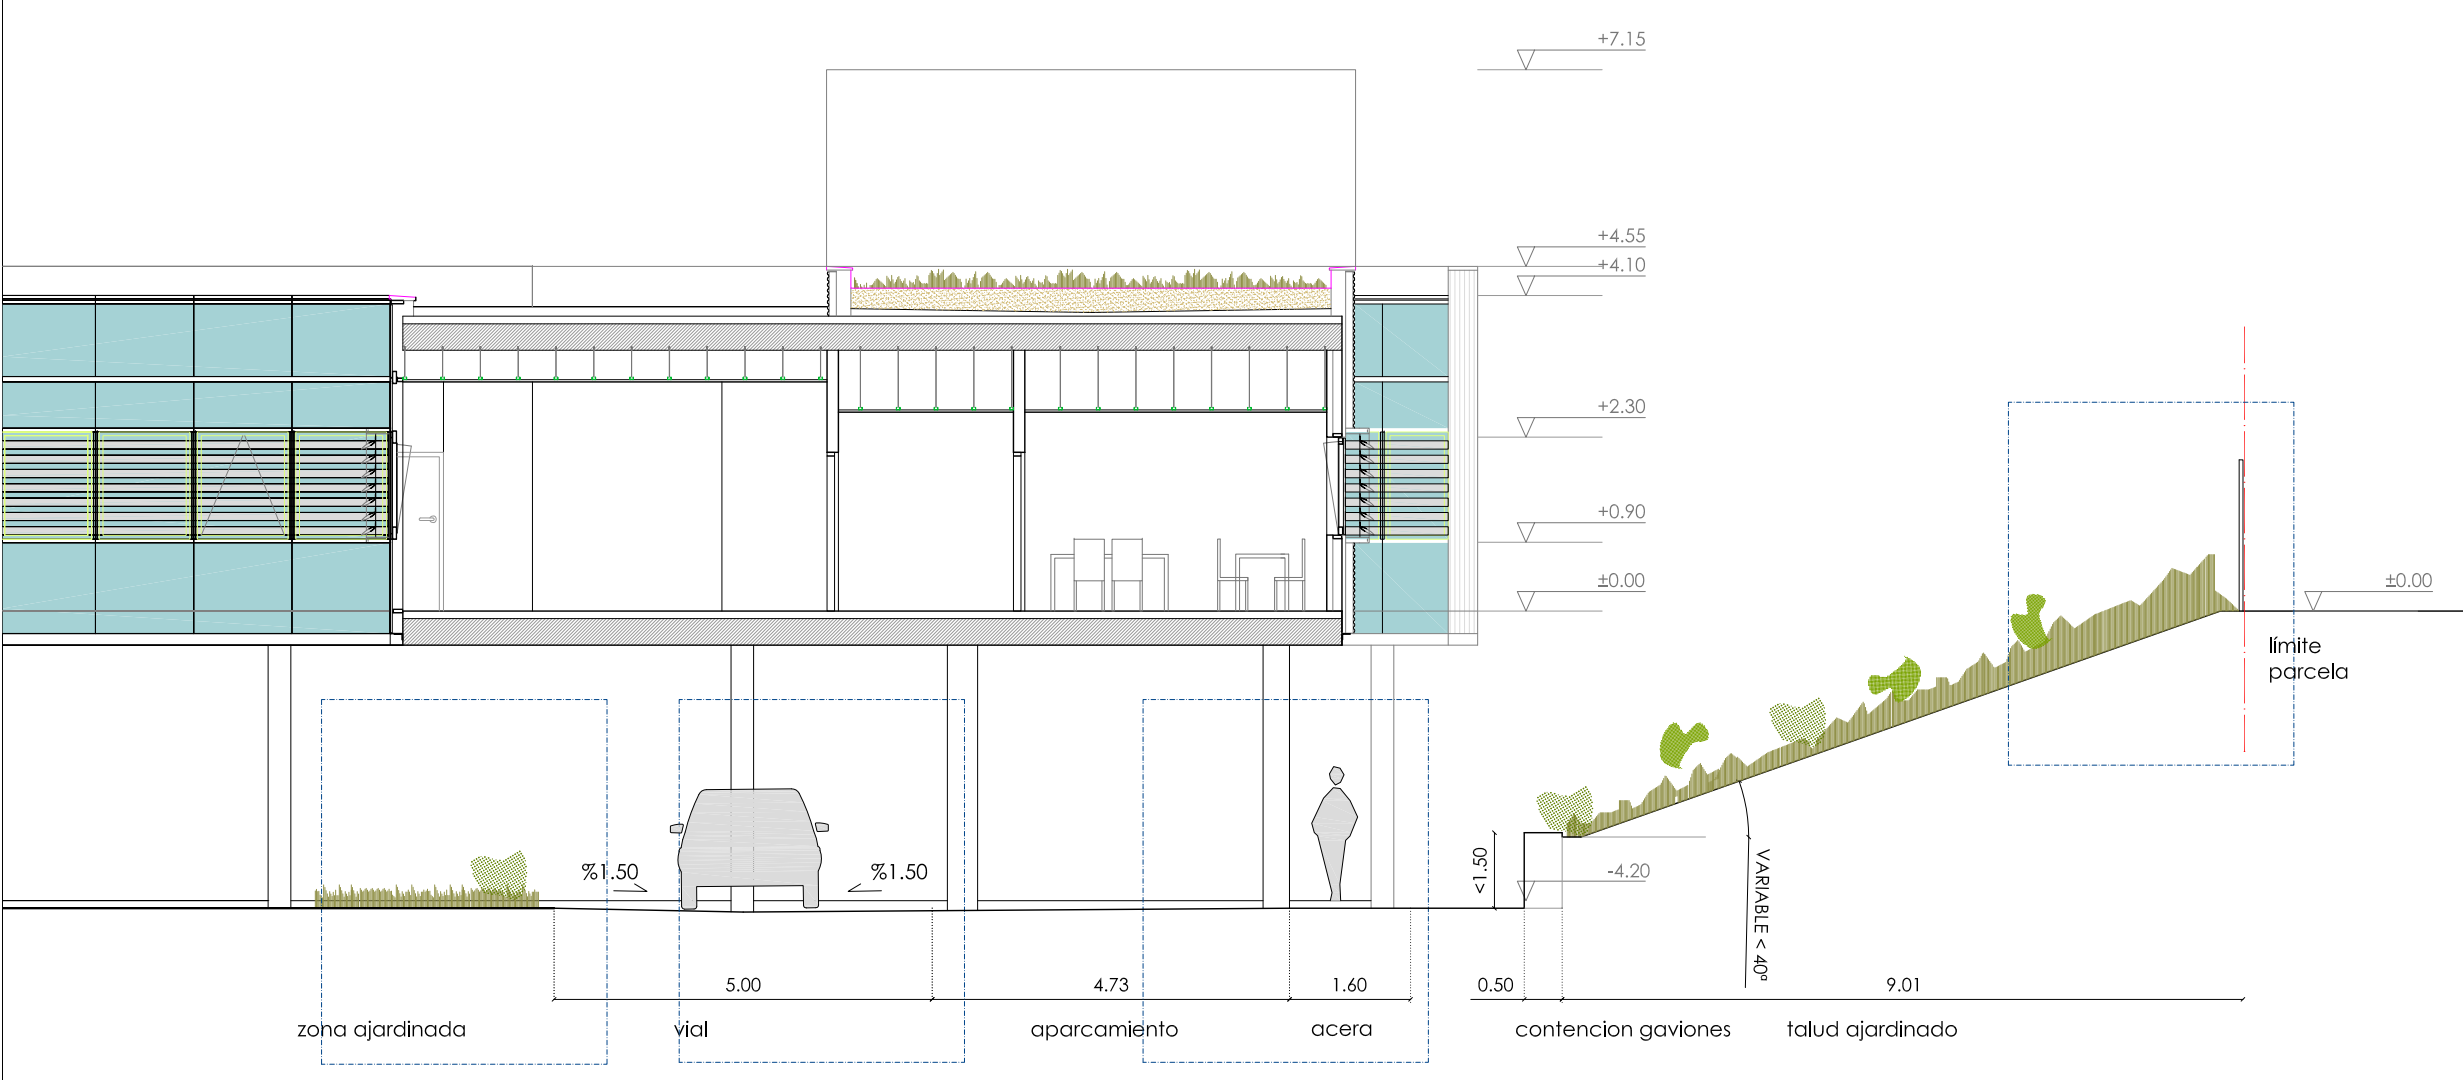 +7.15
+4.55
+4.10
+2.30
+0.90
±0.00
±0.00
límite
parcela
%1.50
%1.50
<1.50
-4.20
VARIABLE < 40º
5.00
4.73
1.60
0.50
9.01
zona ajardinada
vial
aparcamiento
acera
contencion gaviones
talud ajardinado